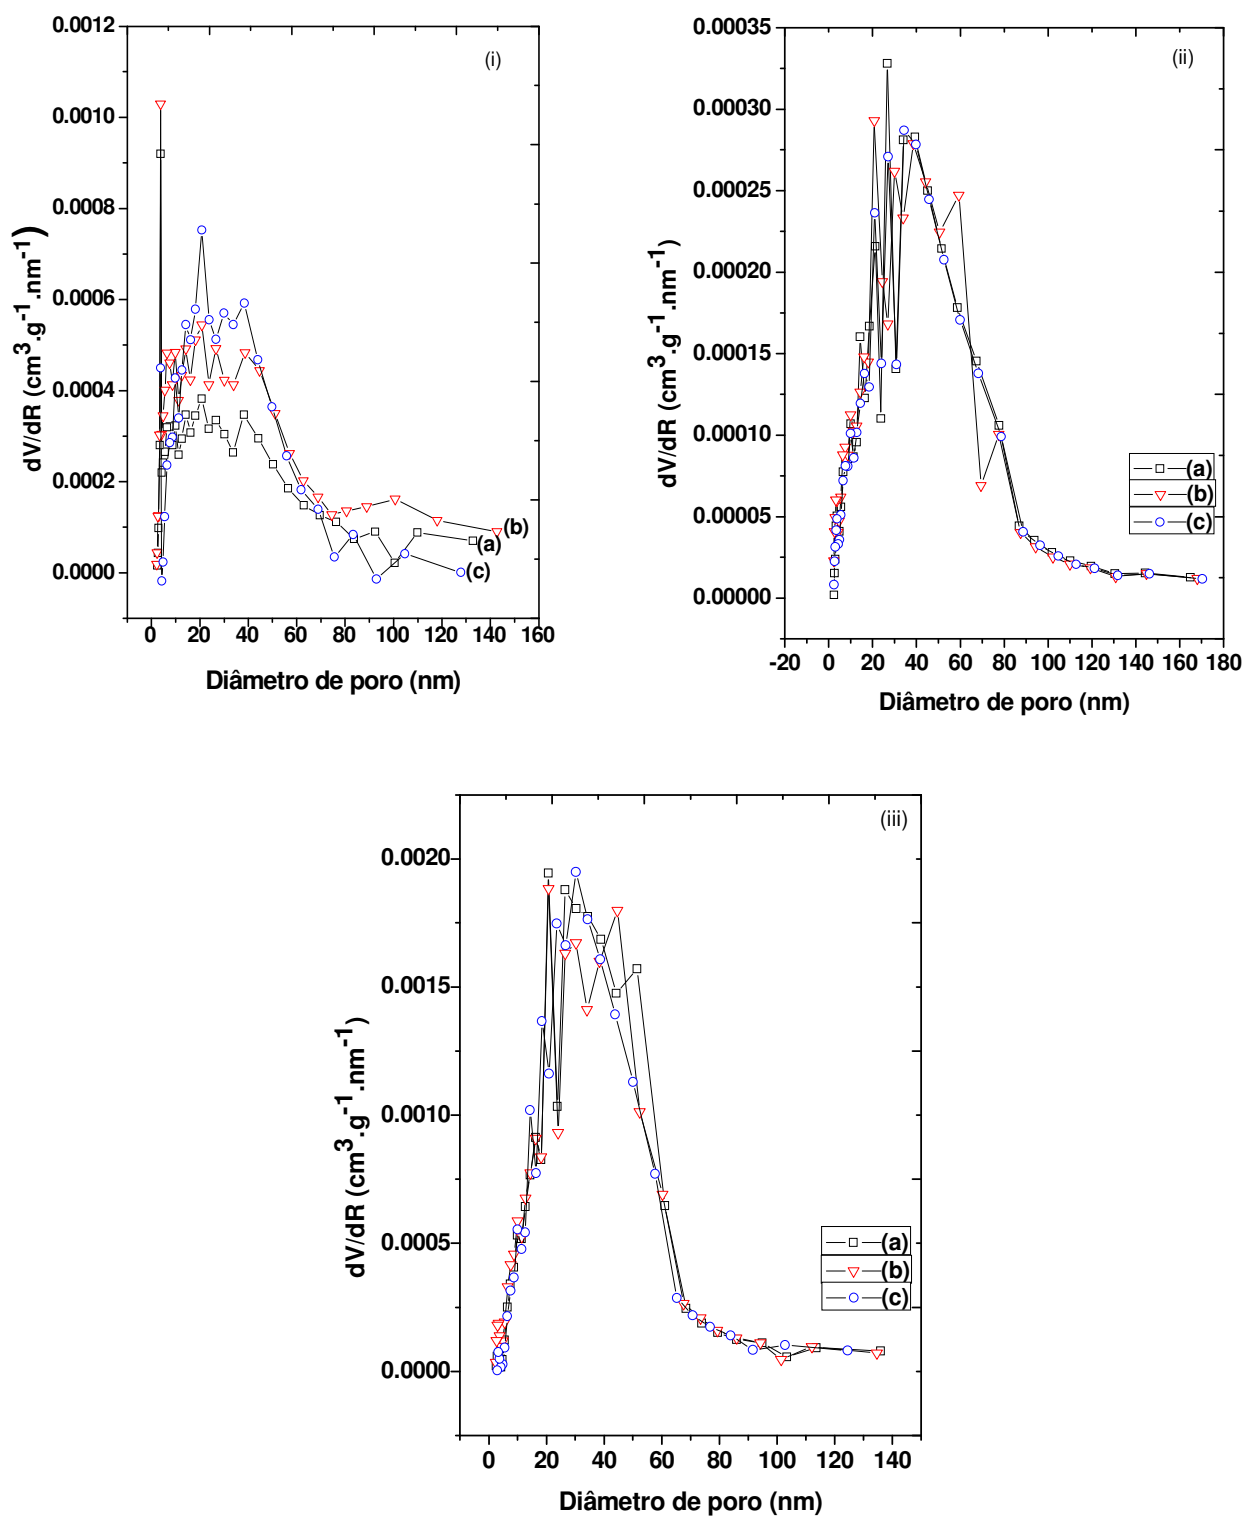 (i)
0.0012
0.0010
0.0008
0.0006
0.0004
0.0002
0.0000
dV/dR (cm³.g⁻¹.nm⁻¹)
(b)
(a)
(c)
0 20 40 60 80 100 120 140 160
Diâmetro de poro (nm)
(ii)
0.00035
0.00030
0.00025
0.00020
0.00015
0.00010
0.00005
0.00000
dV/dR (cm³.g⁻¹.nm⁻¹)
(a)
(b)
(c)
-20 0 20 40 60 80 100 120 140 160 180
Diâmetro de poro (nm)
(iii)
0.0020
0.0015
0.0010
0.0005
0.0000
dV/dR (cm³.g⁻¹.nm⁻¹)
(a)
(b)
(c)
0 20 40 60 80 100 120 140
Diâmetro de poro (nm)